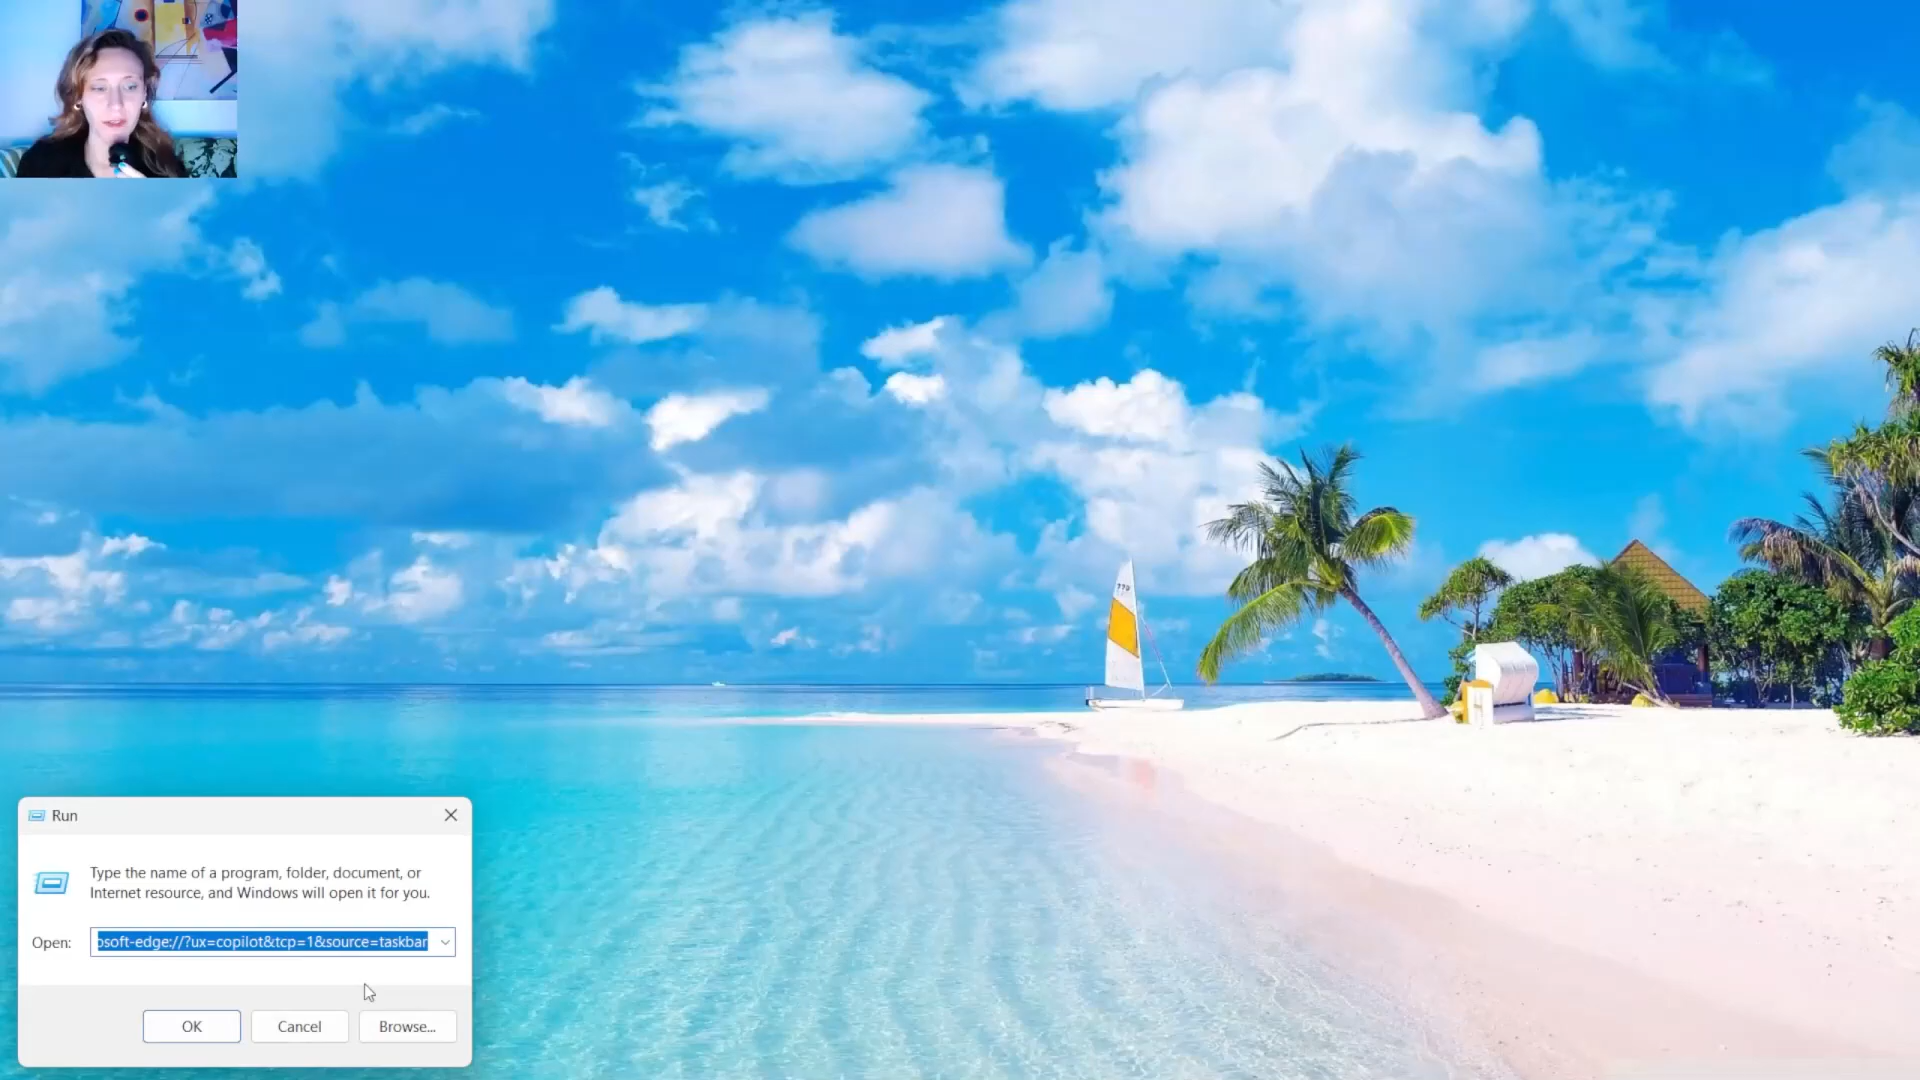 Run
Type the name of a program, folder, document, or
Internet resource, and Windows will open it for you.
Open: osoft-edge://?ux=copilot&tcp=1&source=taskbar
OK Cancel Browse...